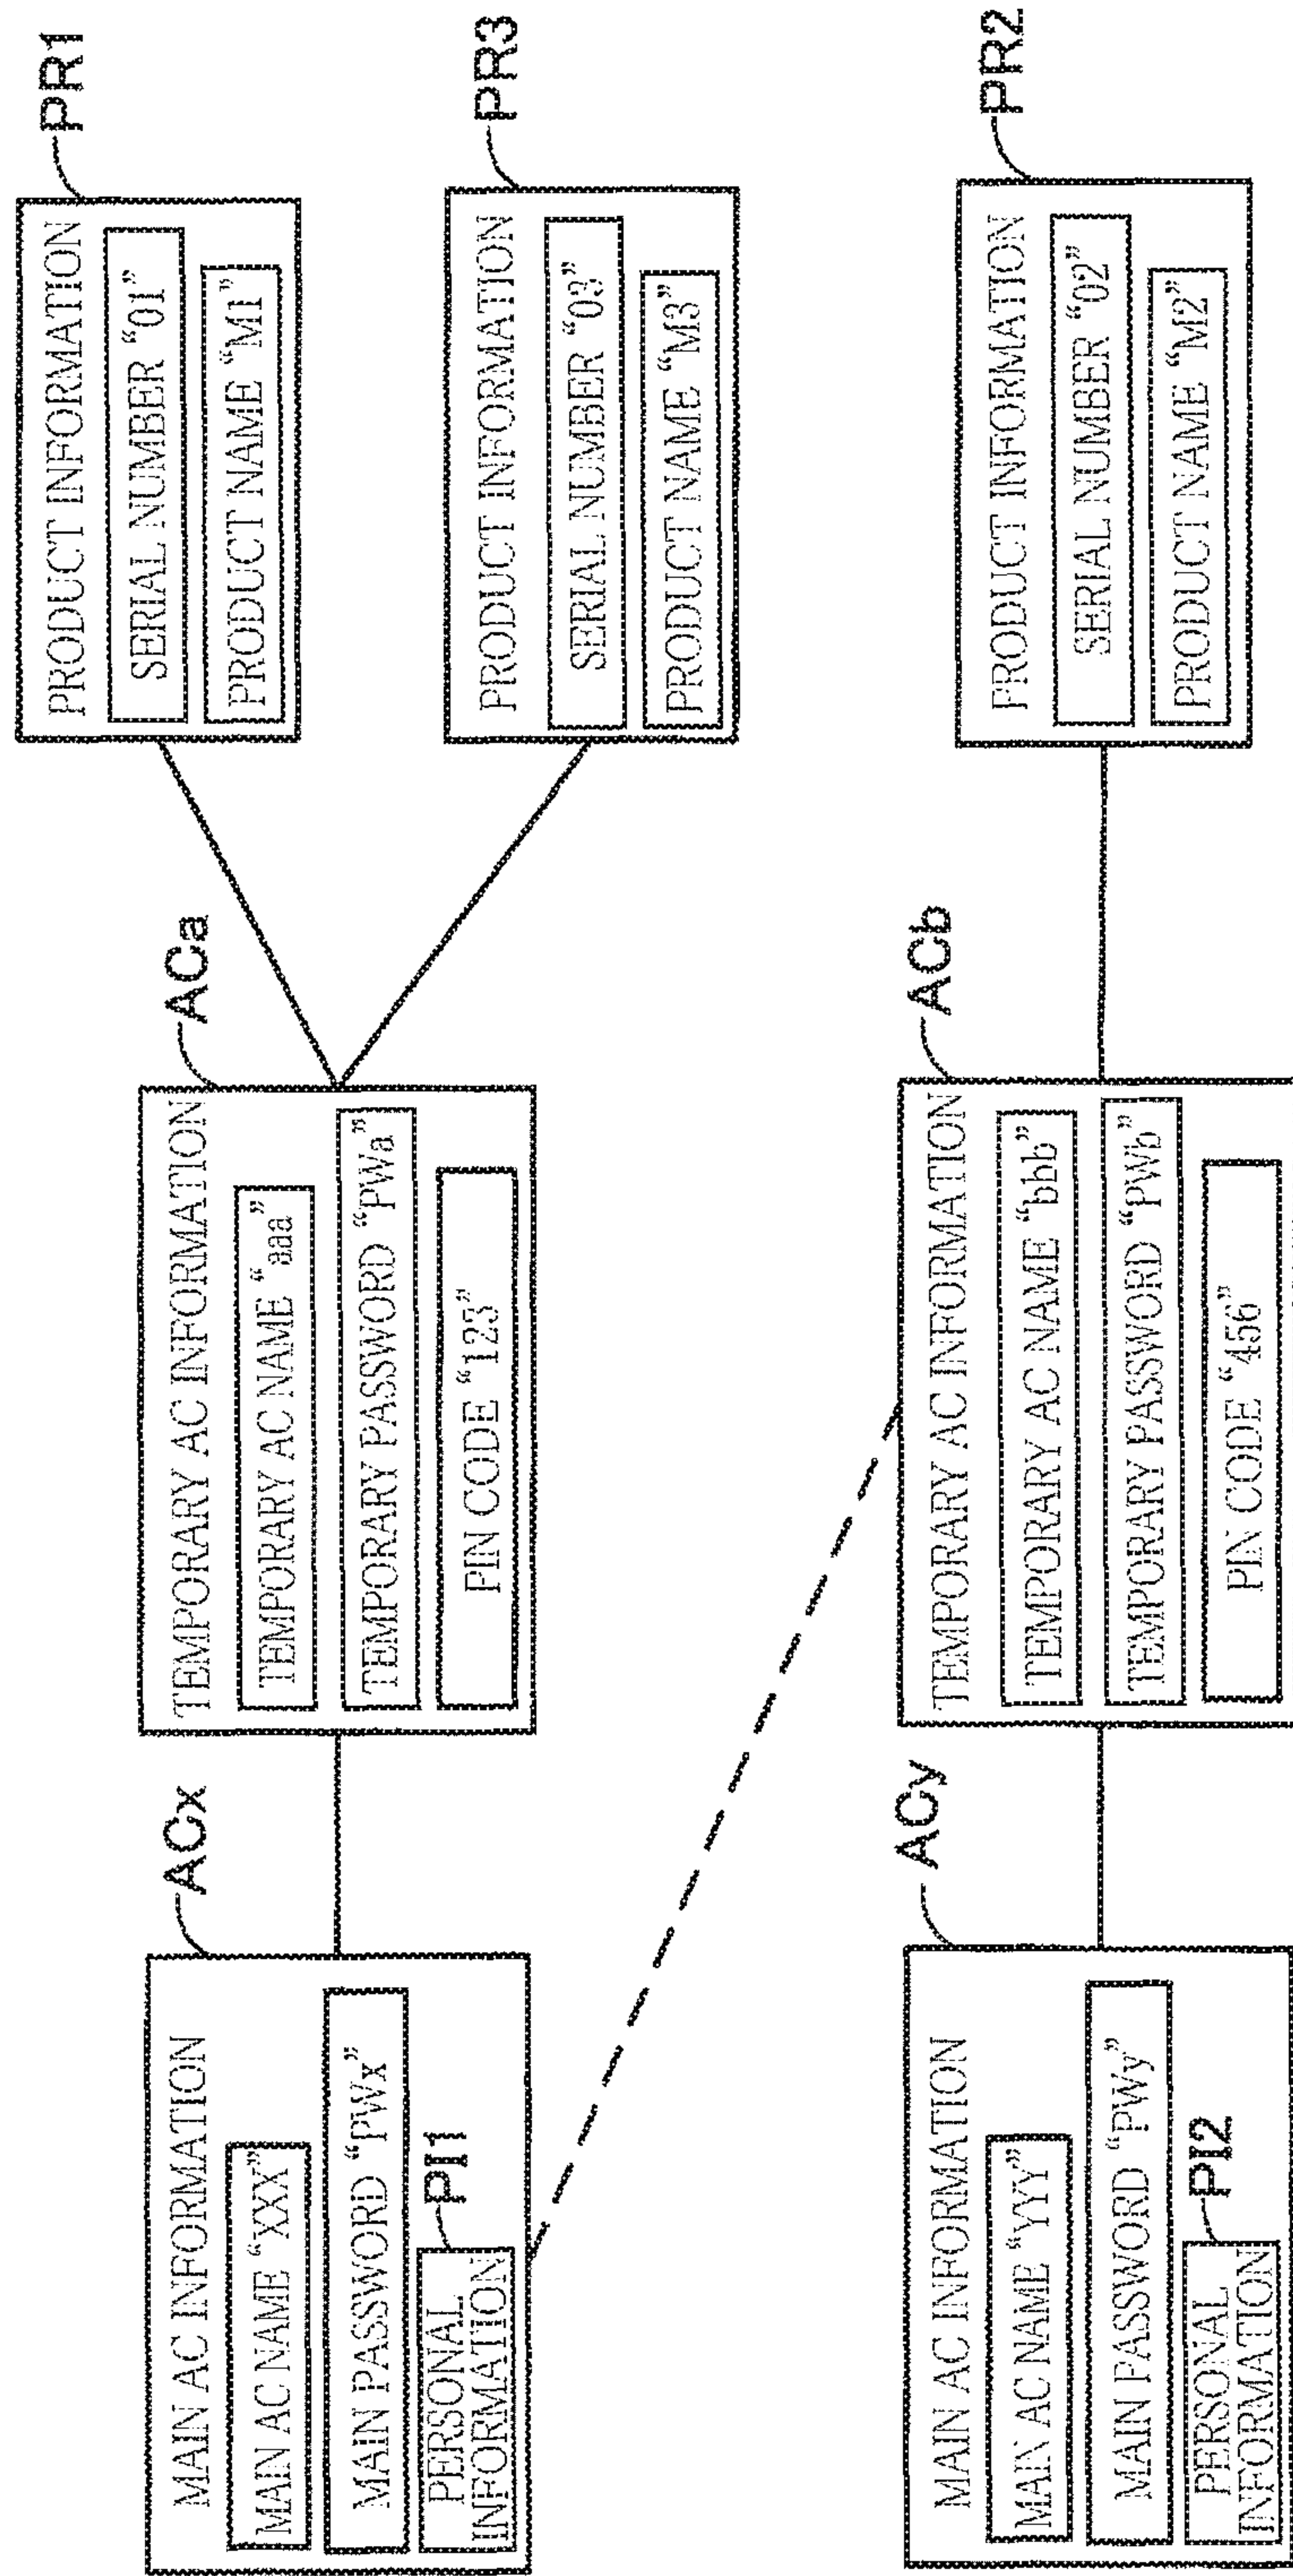 ACx
MAIN AC INFORMATION
MAIN AC NAME “XXX”
MAIN PASSWORD “PWx”
PI1
PERSONAL
INFORMATION
ACa
TEMPORARY AC INFORMATION
TEMPORARY AC NAME “aaa”
TEMPORARY PASSWORD “PWa”
PIN CODE “123”
PR1
PRODUCT INFORMATION
SERIAL NUMBER “01”
PRODUCT NAME “M1”
PR3
PRODUCT INFORMATION
SERIAL NUMBER “03”
PRODUCT NAME “M3”
ACy
MAIN AC INFORMATION
MAIN AC NAME “YYY”
MAIN PASSWORD “PWy”
PI2
PERSONAL
INFORMATION
ACb
TEMPORARY AC INFORMATION
TEMPORARY AC NAME “bbb”
TEMPORARY PASSWORD “PWb”
PIN CODE “456”
PR2
PRODUCT INFORMATION
SERIAL NUMBER “02”
PRODUCT NAME “M2”